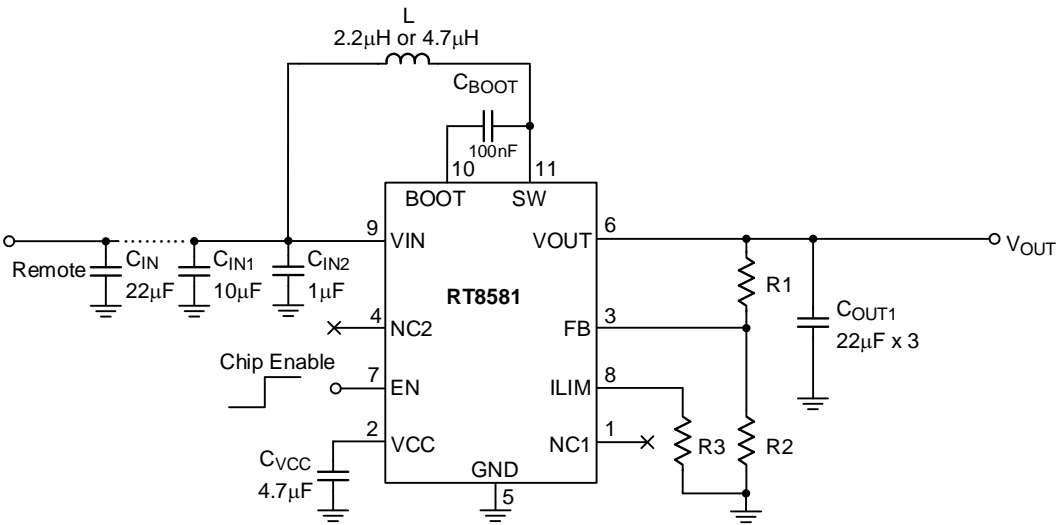 L
2.2μH or 4.7μH
CBOOT
100nF
10
11
BOOT
SW
9
VIN
VOUT
6
VOUT
Remote
CIN
22μF
CIN1
10μF
CIN2
1μF
RT8581
R1
4
NC2
FB
3
COUT1
22μF x 3
Chip Enable
7
EN
ILIM
8
2
VCC
NC1
1
R3
R2
CVCC
4.7μF
GND
5